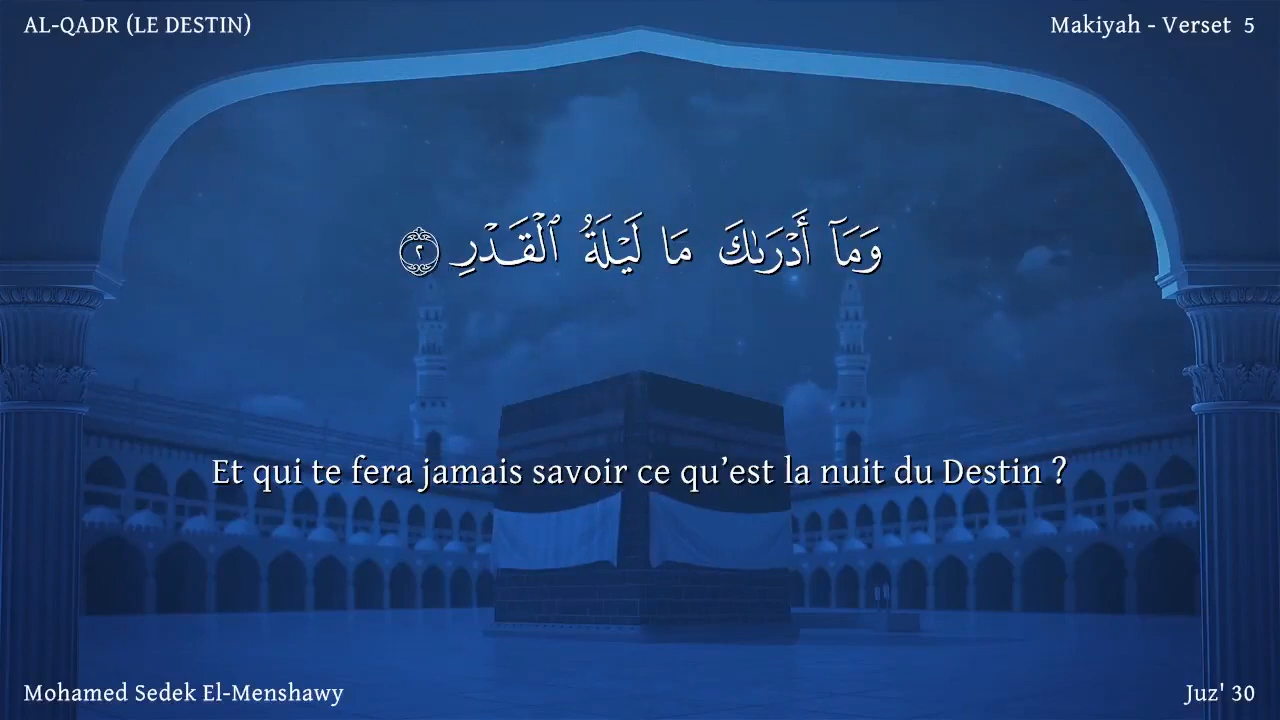 AL-QADR (LE DESTIN)
Makiyah - Verset 5
وَمَآ أَدْرَىٰكَ مَا لَيْلَةُ ٱلْقَدْرِ ٢
Et qui te fera jamais savoir ce qu’est la nuit du Destin ?
Mohamed Sedek El-Menshawy
Juz' 30